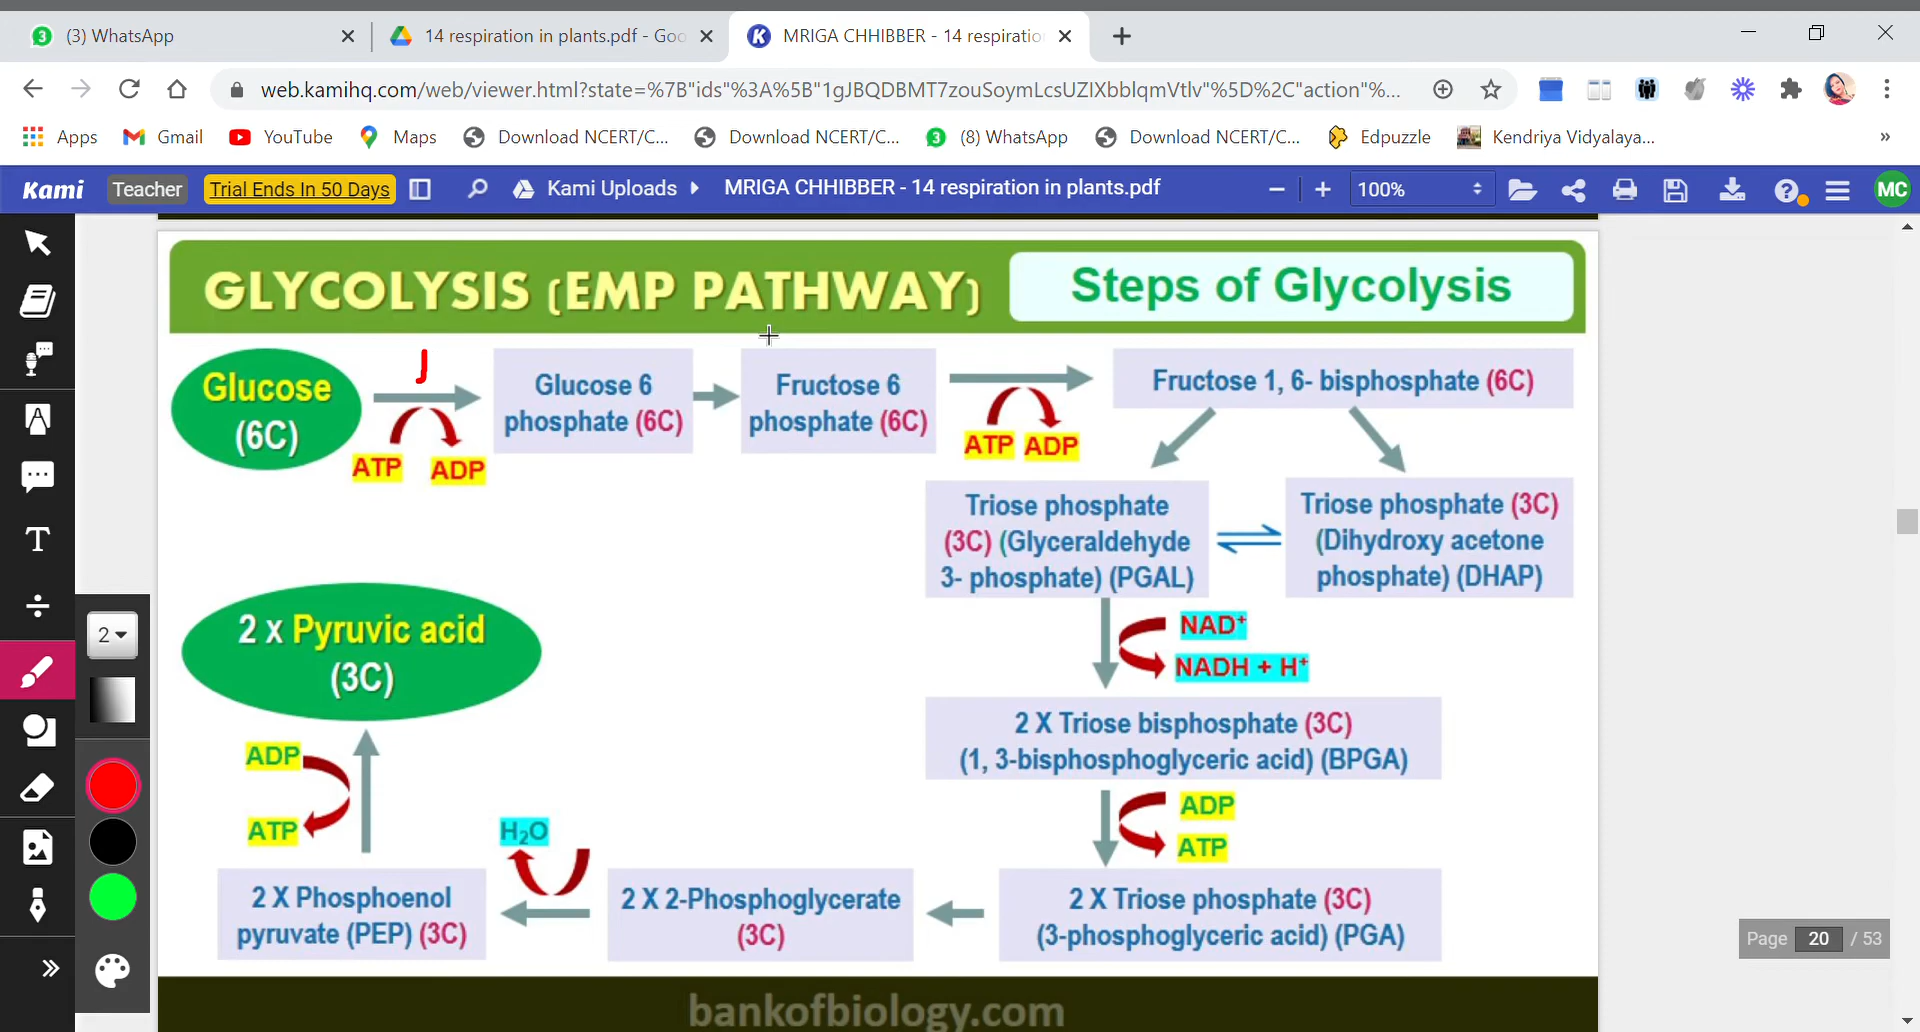 (3) WhatsApp
14 respiration in plants.pdf - Goo
MRIGA CHHIBBER - 14 respiratio
web.kamihq.com/web/viewer.html?state=%7B"ids"%3A%5B"1gJBQDBMT7zouSoymLcsUZIXbblqmVtlv"%5D%2C"action"%...
Apps
Gmail
YouTube
Maps
Download NCERT/C...
Download NCERT/C...
(8) WhatsApp
Download NCERT/C...
Edpuzzle
Kendriya Vidyalaya...
Kami
Teacher
Trial Ends In 50 Days
Kami Uploads
MRIGA CHHIBBER - 14 respiration in plants.pdf
100%
MC
GLYCOLYSIS (EMP PATHWAY)
Steps of Glycolysis
Glucose
(6C)
ATP
ADP
Glucose 6
phosphate (6C)
Fructose 6
phosphate (6C)
ATP
ADP
Fructose 1, 6- bisphosphate (6C)
Triose phosphate
(3C) (Glyceraldehyde
3- phosphate) (PGAL)
Triose phosphate (3C)
(Dihydroxy acetone
phosphate) (DHAP)
NAD⁺
NADH + H⁺
2 X Triose bisphosphate (3C)
(1, 3-bisphosphoglyceric acid) (BPGA)
ADP
ATP
2 X Triose phosphate (3C)
(3-phosphoglyceric acid) (PGA)
2 X 2-Phosphoglycerate
(3C)
H₂O
2 X Phosphoenol
pyruvate (PEP) (3C)
ADP
ATP
2 x Pyruvic acid
(3C)
2
Page 20 / 53
bankofbiology.com